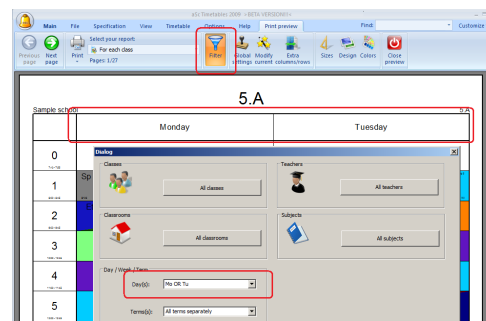 aSc Timetables 2009 -=BETA VERSION!=-
Main File Specification View Timetable Options Help Print preview Find: Customize
Previous page Next page Print Select your report: For each class Pages: 1/27 Filter Global settings Modify current Extra columns/rows Sizes Design Colors Close preview
5.A
Sample school 5.A
Monday Tuesday
Dialog
0
Classes Teachers
All classes All teachers
Sp
1
Classrooms Subjects
E
2
All classrooms All subjects
3
Day / Week / Term
4
Day(s): Mo OR Tu
5
Terms(s): All terms separately